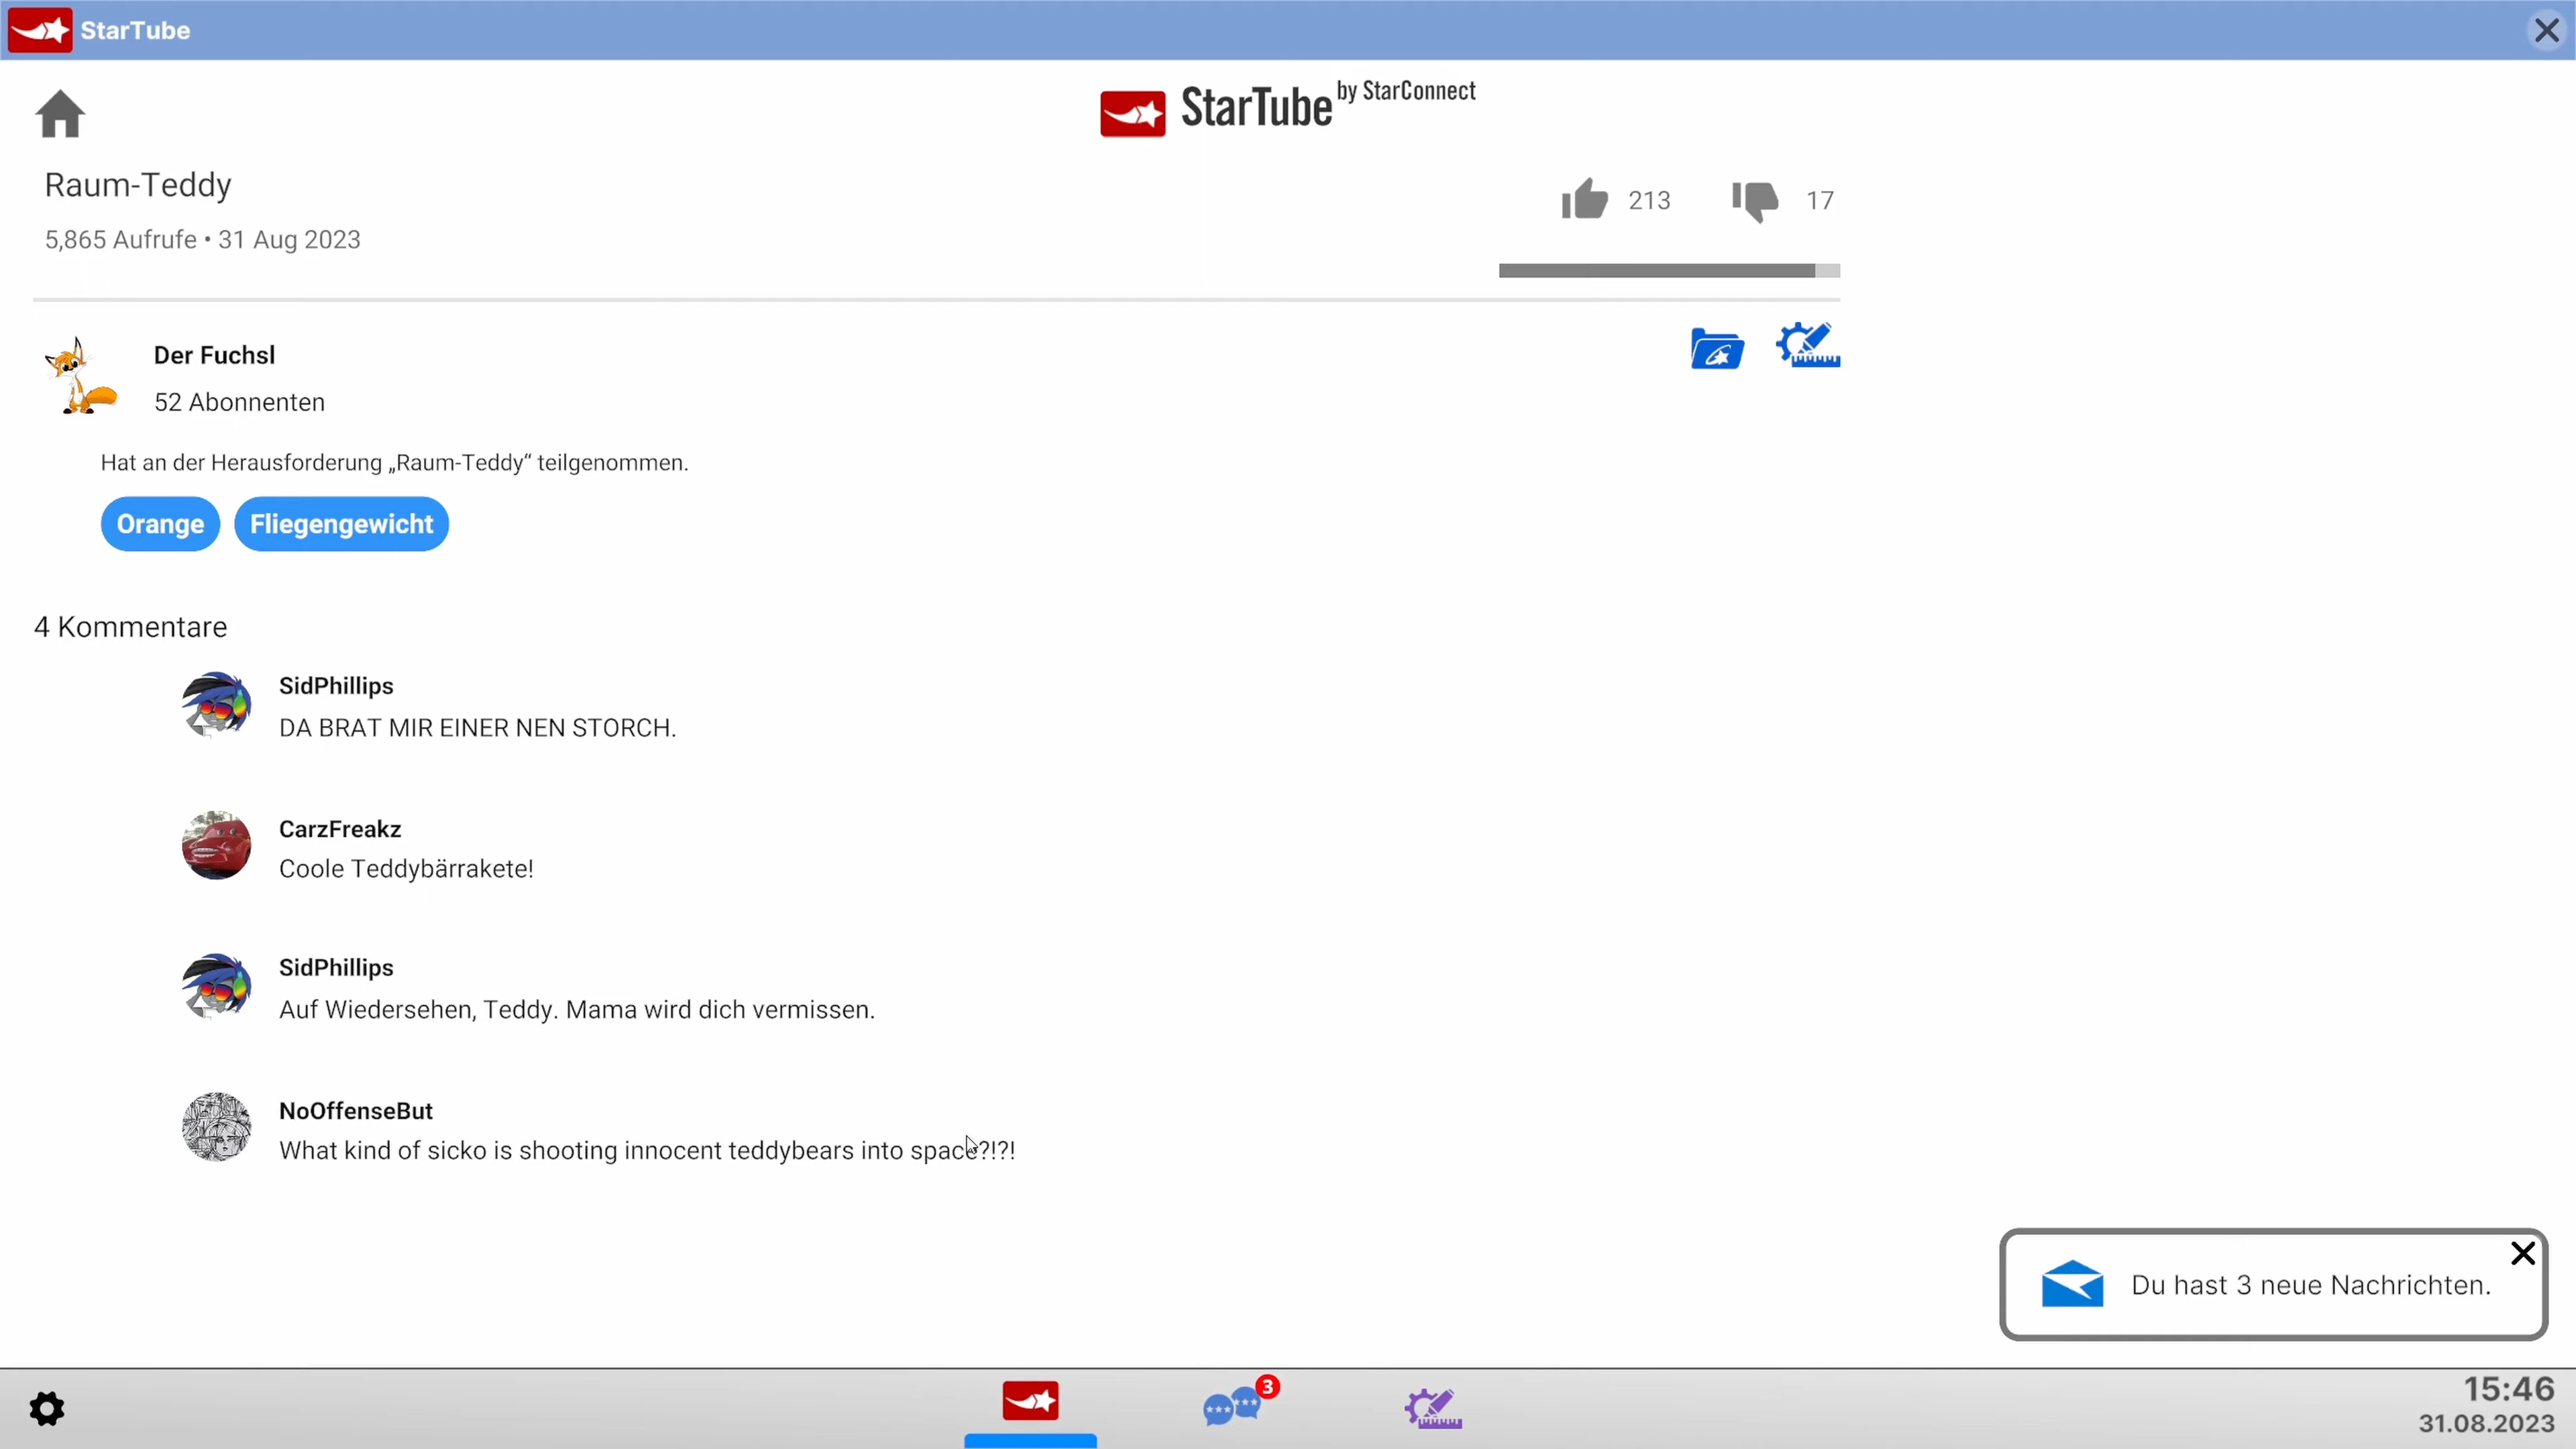 StarTube
StarTube by StarConnect
Raum-Teddy
5,865 Aufrufe • 31 Aug 2023
213
17
Der Fuchsl
52 Abonnenten
Hat an der Herausforderung „Raum-Teddy“ teilgenommen.
Orange
Fliegengewicht
4 Kommentare
SidPhillips
DA BRAT MIR EINER NEN STORCH.
CarzFreakz
Coole Teddybärrakete!
SidPhillips
Auf Wiedersehen, Teddy. Mama wird dich vermissen.
NoOffenseBut
What kind of sicko is shooting innocent teddybears into space?!?!
Du hast 3 neue Nachrichten.
3
15:46
31.08.2023